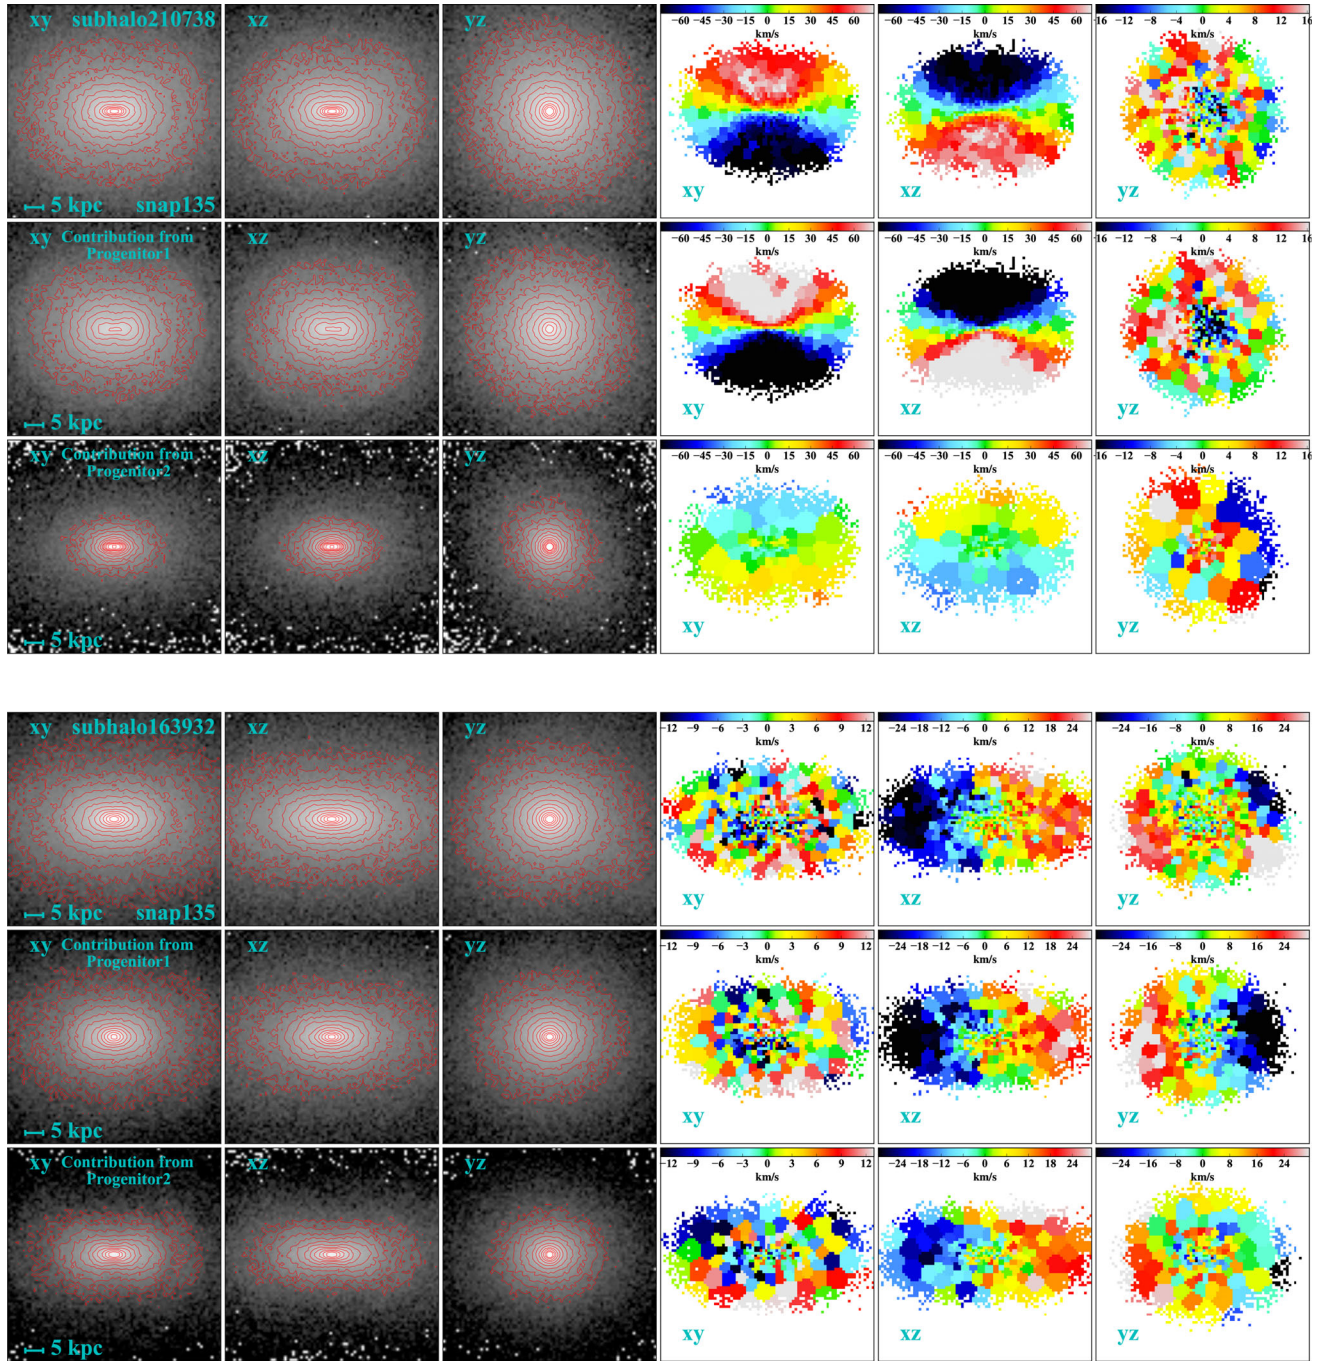 xy subhalo210738 xz yz
−60 −45 −30 −15 0 15 30 45 60
km/s
−60 −45 −30 −15 0 15 30 45 60
km/s
−16 −12 −8 −4 0 4 8 12 16
km/s
5 kpc snap135
xy xz yz
xy Contribution from
Progenitor1
xz yz
−60 −45 −30 −15 0 15 30 45 60
km/s
−60 −45 −30 −15 0 15 30 45 60
km/s
−16 −12 −8 −4 0 4 8 12 16
km/s
5 kpc
xy xz yz
xy Contribution from
Progenitor2
xz yz
−60 −45 −30 −15 0 15 30 45 60
km/s
−60 −45 −30 −15 0 15 30 45 60
km/s
−16 −12 −8 −4 0 4 8 12 16
km/s
5 kpc
xy xz yz
xy subhalo163932 xz yz
−12 −9 −6 −3 0 3 6 9 12
km/s
−24 −18 −12 −6 0 6 12 18 24
km/s
−24 −16 −8 0 8 16 24
km/s
5 kpc snap135
xy xz yz
xy Contribution from
Progenitor1
xz yz
−12 −9 −6 −3 0 3 6 9 12
km/s
−24 −18 −12 −6 0 6 12 18 24
km/s
−24 −16 −8 0 8 16 24
km/s
5 kpc
xy xz yz
xy Contribution from
Progenitor2
xz yz
−12 −9 −6 −3 0 3 6 9 12
km/s
−24 −18 −12 −6 0 6 12 18 24
km/s
−24 −16 −8 0 8 16 24
km/s
5 kpc
xy xz yz